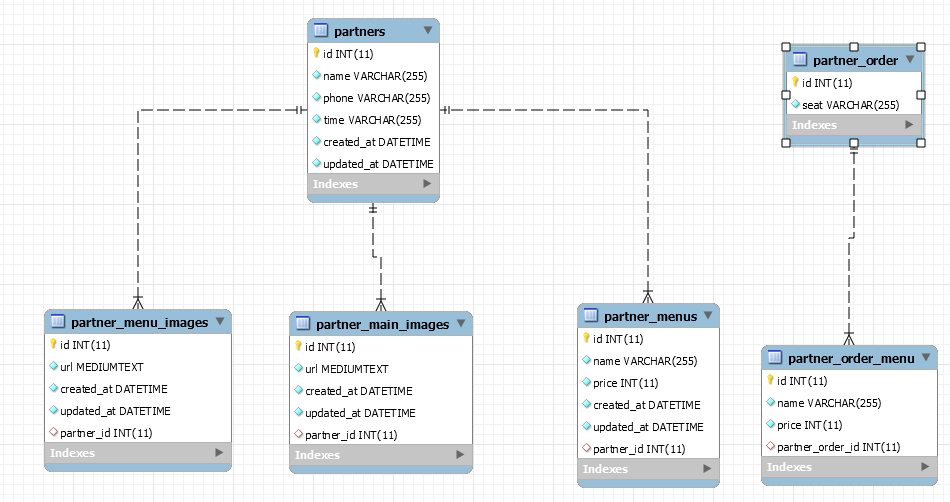 partners
id INT(11)
name VARCHAR(255)
phone VARCHAR(255)
time VARCHAR(255)
created_at DATETIME
updated_at DATETIME
Indexes
partner_order
id INT(11)
seat VARCHAR(255)
Indexes
partner_menu_images
id INT(11)
url MEDIUMTEXT
created_at DATETIME
updated_at DATETIME
partner_id INT(11)
Indexes
partner_main_images
id INT(11)
url MEDIUMTEXT
created_at DATETIME
updated_at DATETIME
partner_id INT(11)
Indexes
partner_menus
id INT(11)
name VARCHAR(255)
price INT(11)
created_at DATETIME
updated_at DATETIME
partner_id INT(11)
Indexes
partner_order_menu
id INT(11)
name VARCHAR(255)
price INT(11)
partner_order_id INT(11)
Indexes